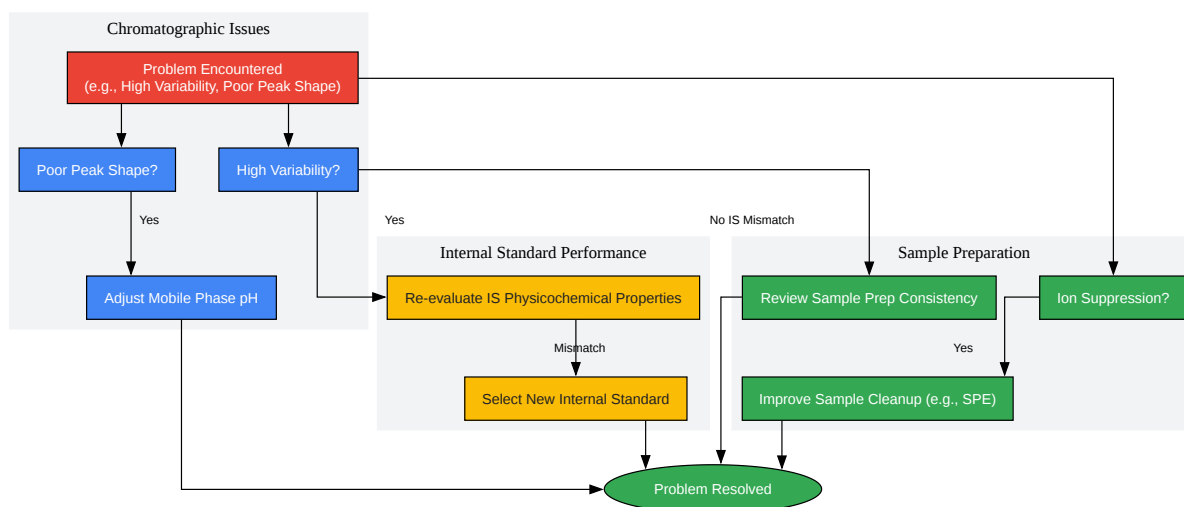 Chromatographic Issues
Problem Encountered
(e.g., High Variability, Poor Peak Shape)
Poor Peak Shape?
High Variability?
Yes
Yes
No IS Mismatch
Internal Standard Performance
Sample Preparation
Adjust Mobile Phase pH
Re-evaluate IS Physicochemical Properties
Review Sample Prep Consistency
Ion Suppression?
Mismatch
Yes
Select New Internal Standard
Improve Sample Cleanup (e.g., SPE)
Problem Resolved